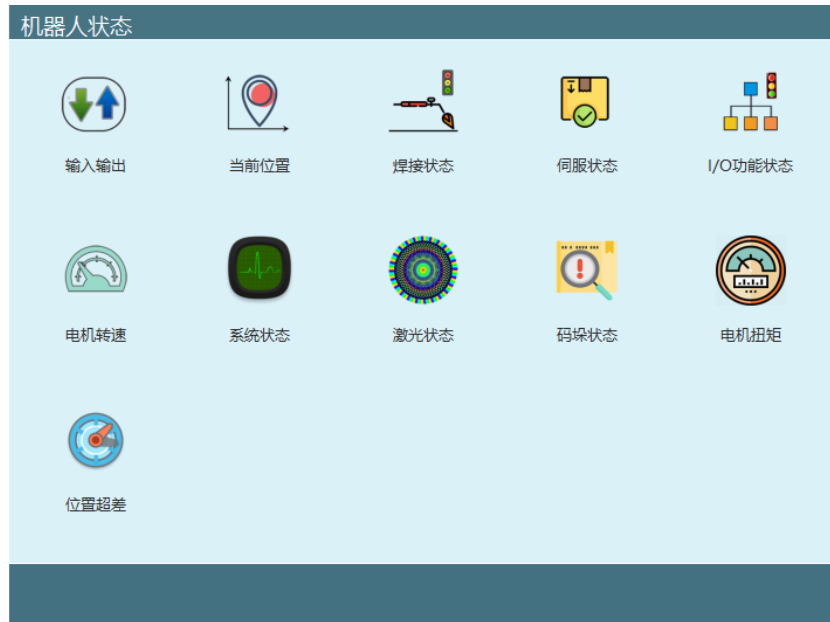 机器人状态
输入输出
当前位置
焊接状态
伺服状态
I/O功能状态
电机转速
系统状态
激光状态
码垛状态
电机扭矩
位置超差